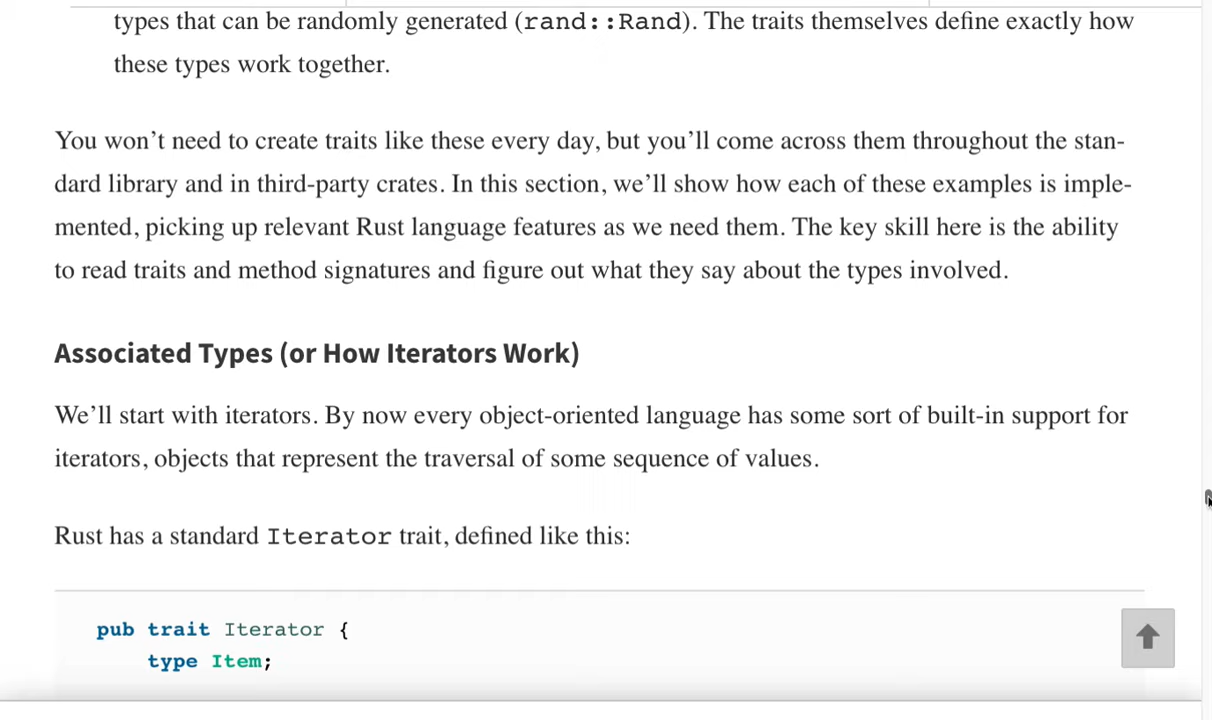 types that can be randomly generated (rand::Rand). The traits themselves define exactly how
these types work together.
You won’t need to create traits like these every day, but you’ll come across them throughout the stan-
dard library and in third-party crates. In this section, we’ll show how each of these examples is imple-
mented, picking up relevant Rust language features as we need them. The key skill here is the ability
to read traits and method signatures and figure out what they say about the types involved.
Associated Types (or How Iterators Work)
We’ll start with iterators. By now every object-oriented language has some sort of built-in support for
iterators, objects that represent the traversal of some sequence of values.
Rust has a standard Iterator trait, defined like this:
pub trait Iterator {
    type Item;